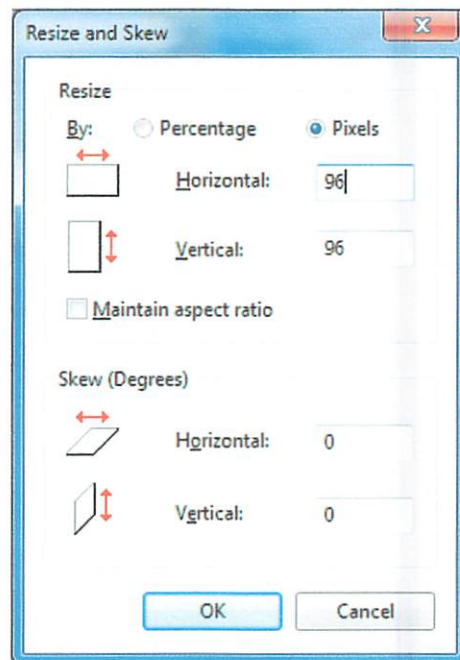 Resize and Skew
Resize
By: Percentage Pixels
Horizontal: 96
Vertical: 96
Maintain aspect ratio
Skew (Degrees)
Horizontal: 0
Vertical: 0
OK Cancel